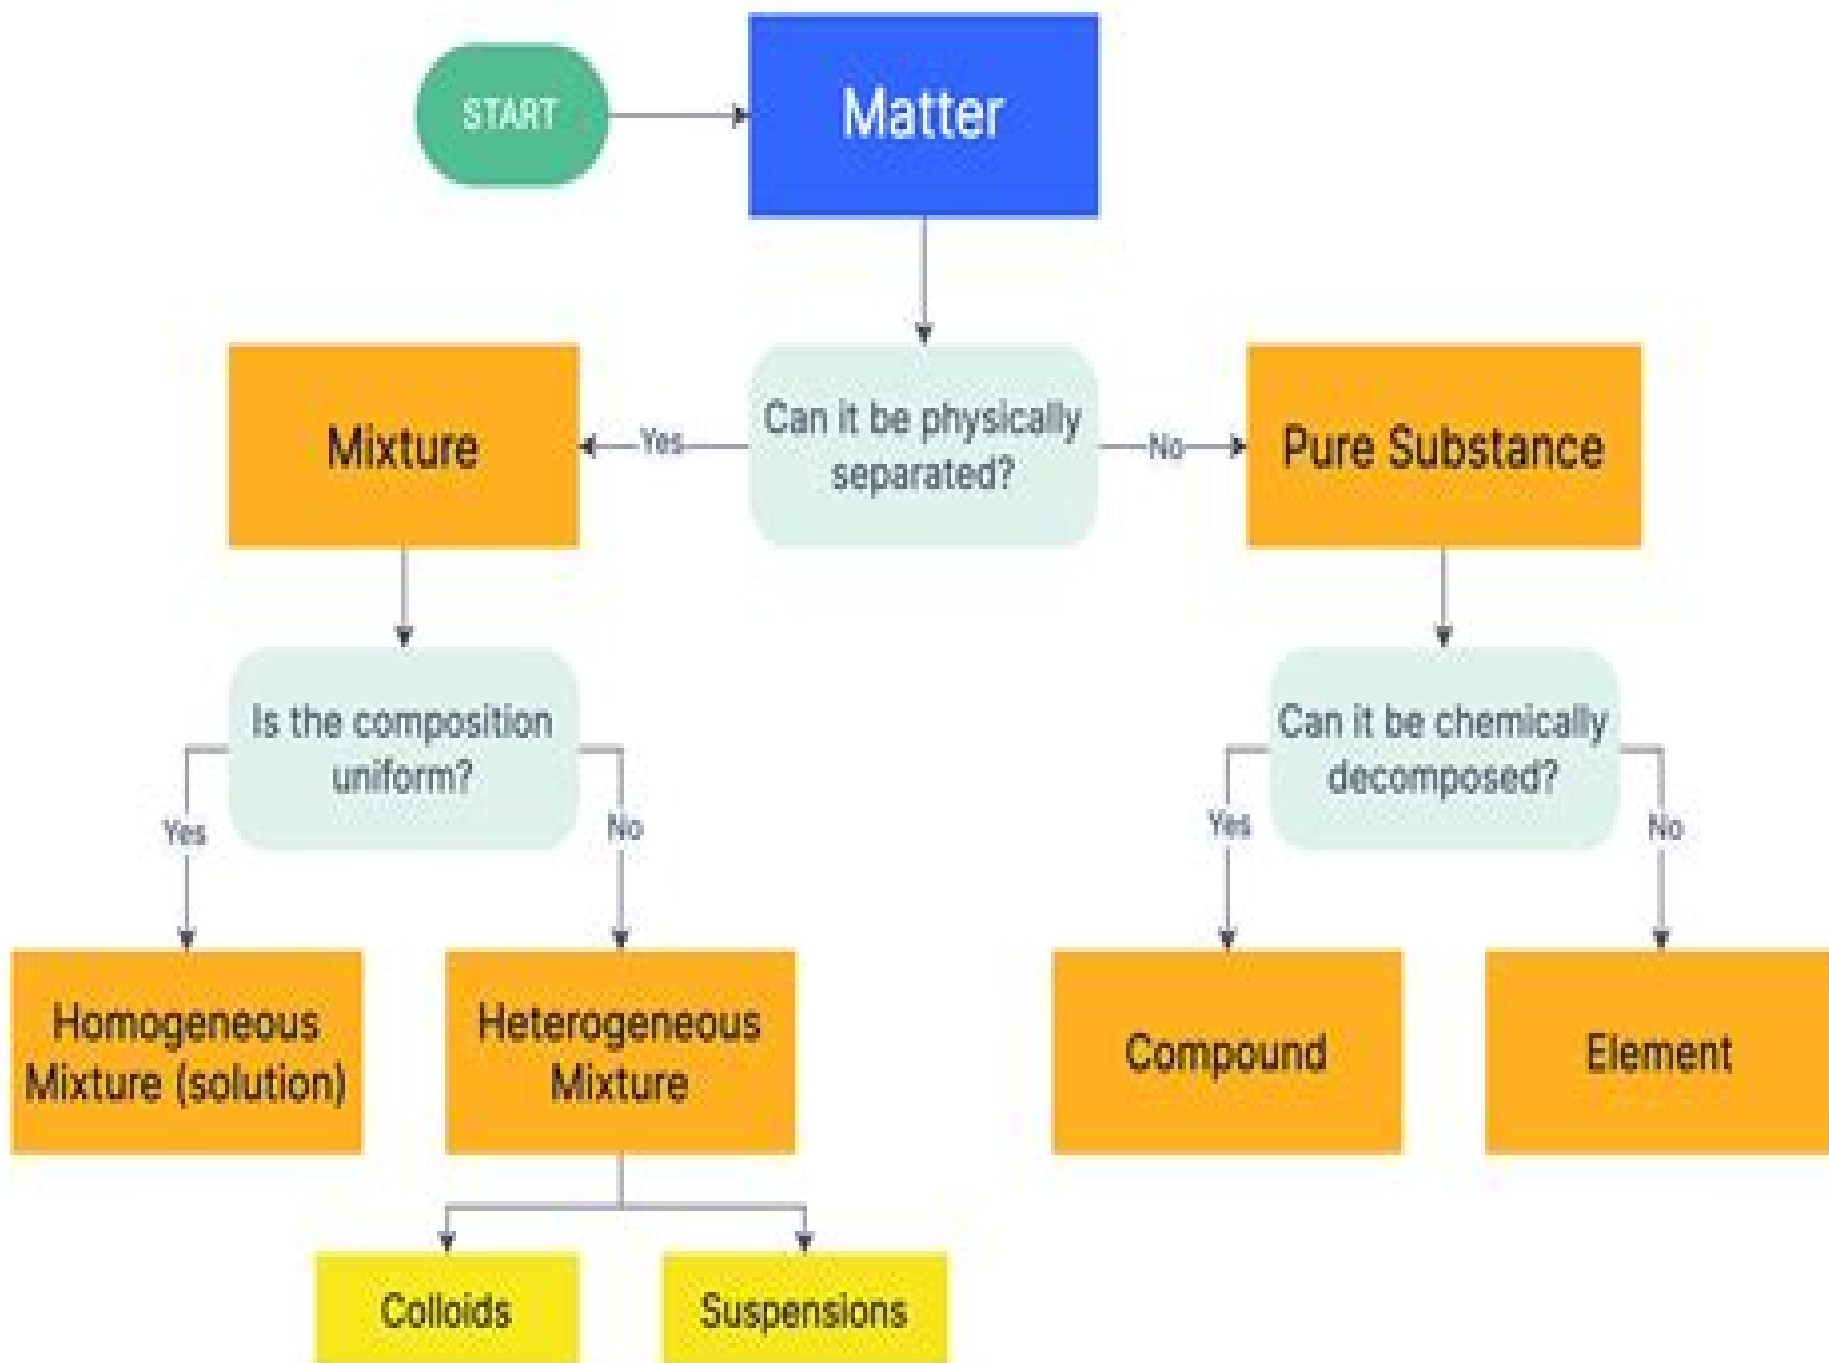 START
Matter
Mixture
Yes
Can it be physically
separated?
No
Pure Substance
Is the composition
uniform?
Yes
No
Can it be chemically
decomposed?
Yes
No
Homogeneous
Mixture (solution)
Heterogeneous
Mixture
Compound
Element
Colloids
Suspensions